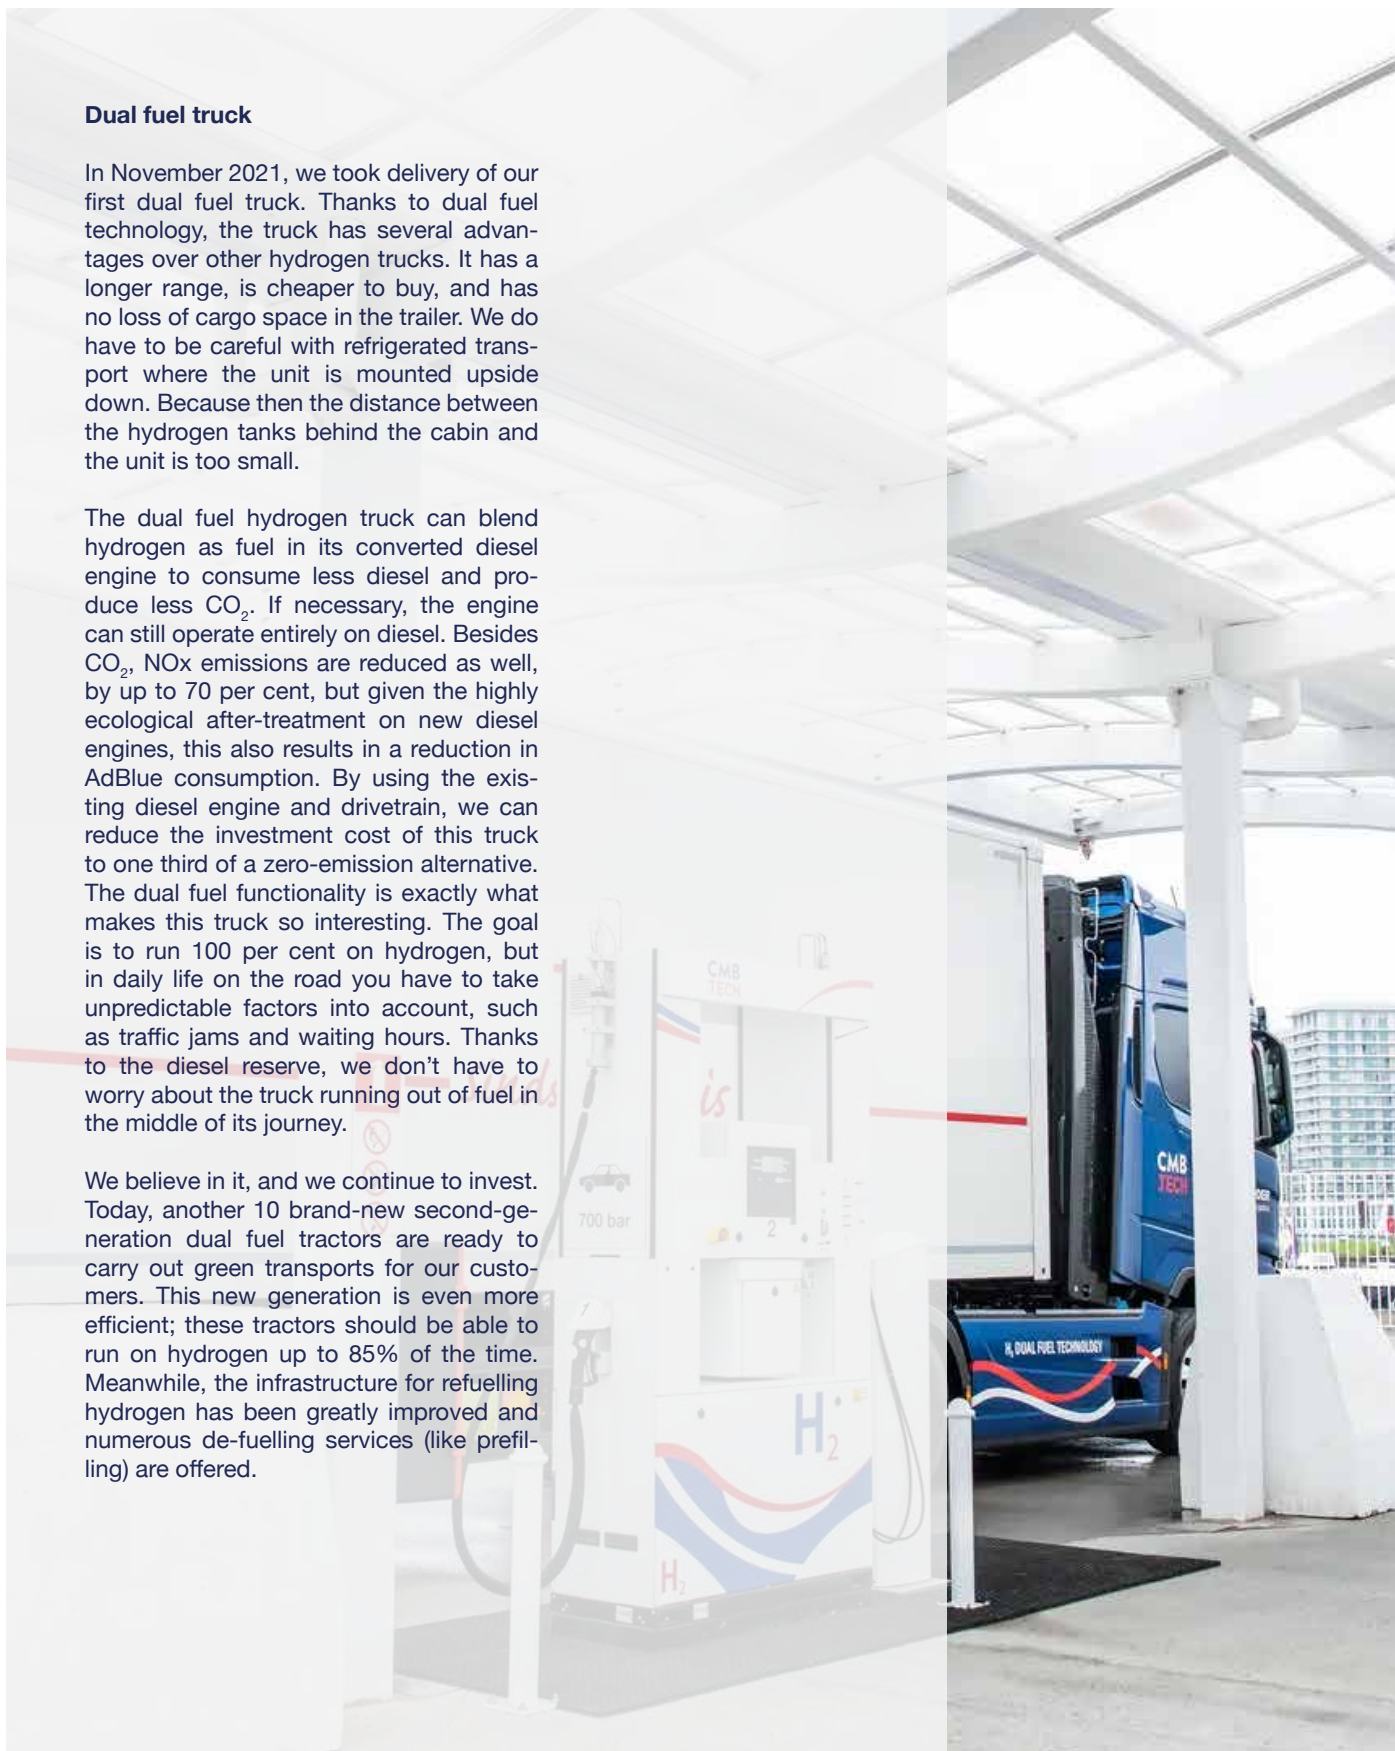 Dual fuel truck
In November 2021, we took delivery of our
first dual fuel truck. Thanks to dual fuel
technology, the truck has several advan-
tages over other hydrogen trucks. It has a
longer range, is cheaper to buy, and has
no loss of cargo space in the trailer. We do
have to be careful with refrigerated trans-
port where the unit is mounted upside
down. Because then the distance between
the hydrogen tanks behind the cabin and
the unit is too small.
The dual fuel hydrogen truck can blend
hydrogen as fuel in its converted diesel
engine to consume less diesel and pro-
duce less CO₂. If necessary, the engine
can still operate entirely on diesel. Besides
CO₂, NOx emissions are reduced as well,
by up to 70 per cent, but given the highly
ecological after-treatment on new diesel
engines, this also results in a reduction in
AdBlue consumption. By using the exis-
ting diesel engine and drivetrain, we can
reduce the investment cost of this truck
to one third of a zero-emission alternative.
The dual fuel functionality is exactly what
makes this truck so interesting. The goal
is to run 100 per cent on hydrogen, but
in daily life on the road you have to take
unpredictable factors into account, such
as traffic jams and waiting hours. Thanks
to the diesel reserve, we don't have to
worry about the truck running out of fuel in
the middle of its journey.
We believe in it, and we continue to invest.
Today, another 10 brand-new second-ge-
neration dual fuel tractors are ready to
carry out green transports for our custo-
mers. This new generation is even more
efficient; these tractors should be able to
run on hydrogen up to 85% of the time.
Meanwhile, the infrastructure for refuelling
hydrogen has been greatly improved and
numerous de-fuelling services (like prefil-
ling) are offered.
CMB
TECH
sinds
is
700 bar
2
1
H₂
H₂
CMB
TECH
H₂ DUAL FUEL TECHNOLOGY